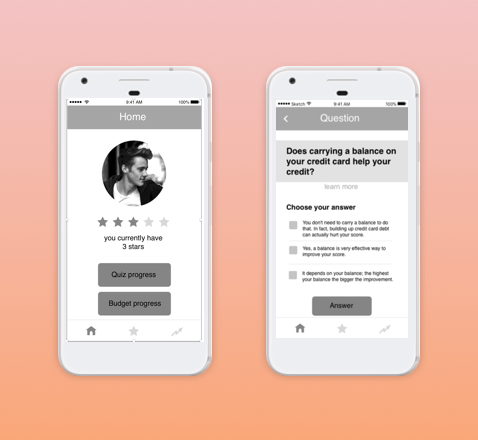 9:41 AM 100%
Home
you currently have
3 stars
Quiz progress
Budget progress
Sketch 9:41 AM 100%
Question
Does carrying a balance on
your credit card help your
credit?
learn more
Choose your answer
You don't need to carry a balance to do
that. In fact, building up credit card debt
can actually hurt your score.
Yes, a balance is very effective way to
improve your score.
It depends on your balance; the highest
your balance the bigger the improvement.
Answer